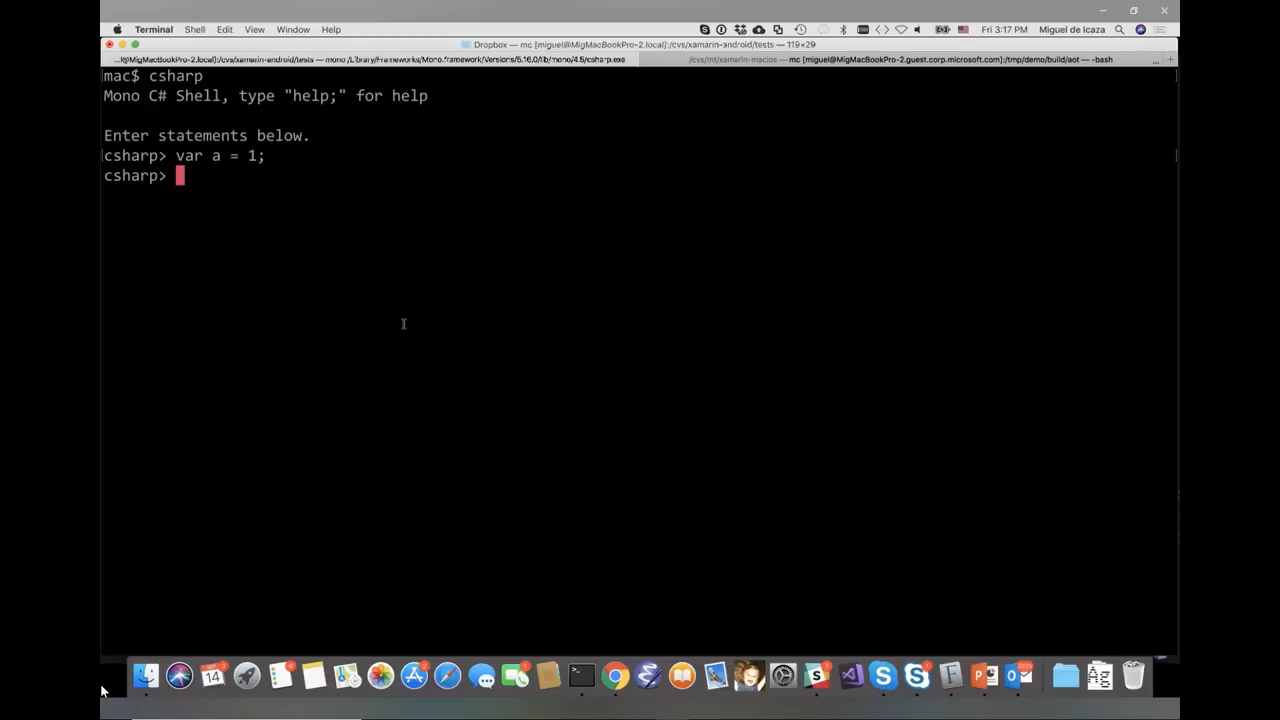 Terminal Shell Edit View Window Help Fri 3:17 PM Miguel de Icaza
Dropbox — mc [miguel@MigMacBookPro-2.local]:/cvs/xamarin-android/tests — 119×29
...l@MigMacBookPro-2.local]:/cvs/xamarin-android/tests — mono /Library/Frameworks/Mono.framework/Versions/5.16.0/lib/mono/4.5/csharp.exe
/cvs/mt/xamarin-macios — mc [miguel@MigMacBookPro-2.guest.corp.microsoft.com]:/tmp/demo/build/aot — -bash ...
mac$ csharp
Mono C# Shell, type "help;" for help
Enter statements below.
csharp> var a = 1;
csharp>
14
Ag